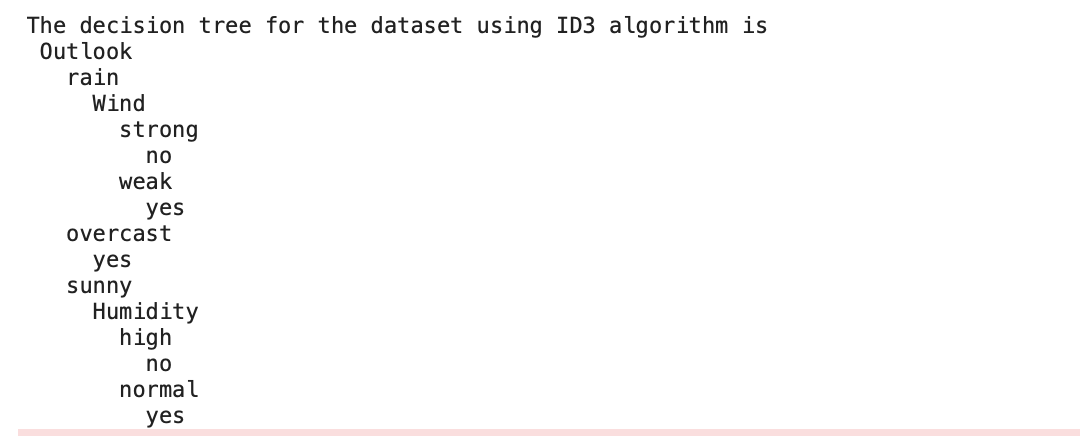 The decision tree for the dataset using ID3 algorithm is
Outlook
rain
Wind
strong
no
weak
yes
overcast
yes
sunny
Humidity
high
no
normal
yes